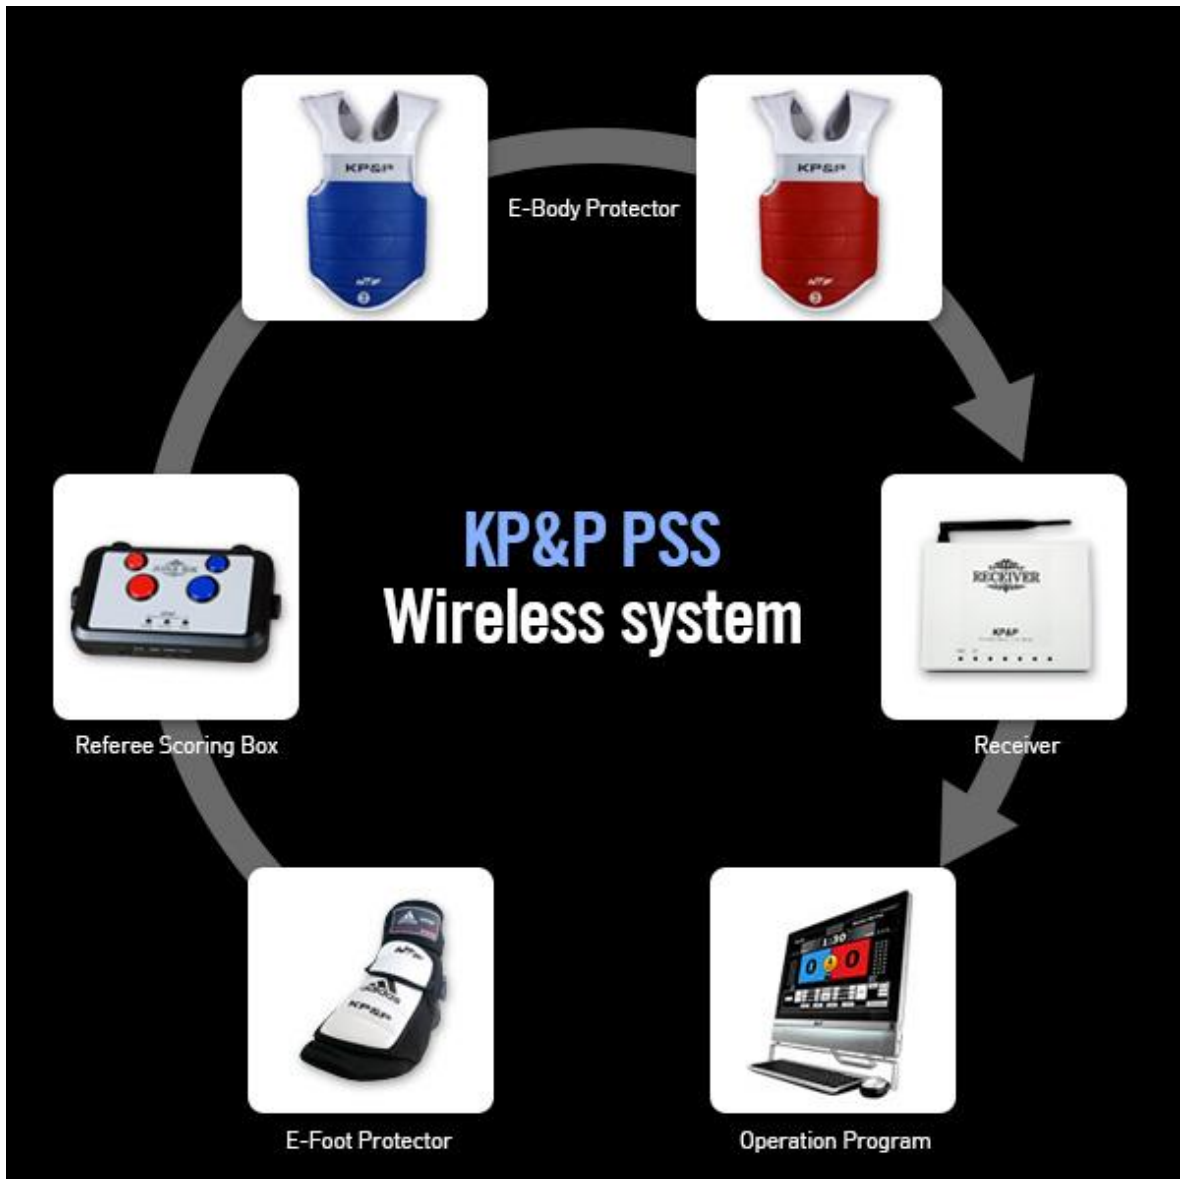 KP&P
KP&P
E-Body Protector
KP&P PSS
Wireless system
RECEIVER
KP&P
Referee Scoring Box
Receiver
1:30
0
0
adidas
KP&P
E-Foot Protector
Operation Program